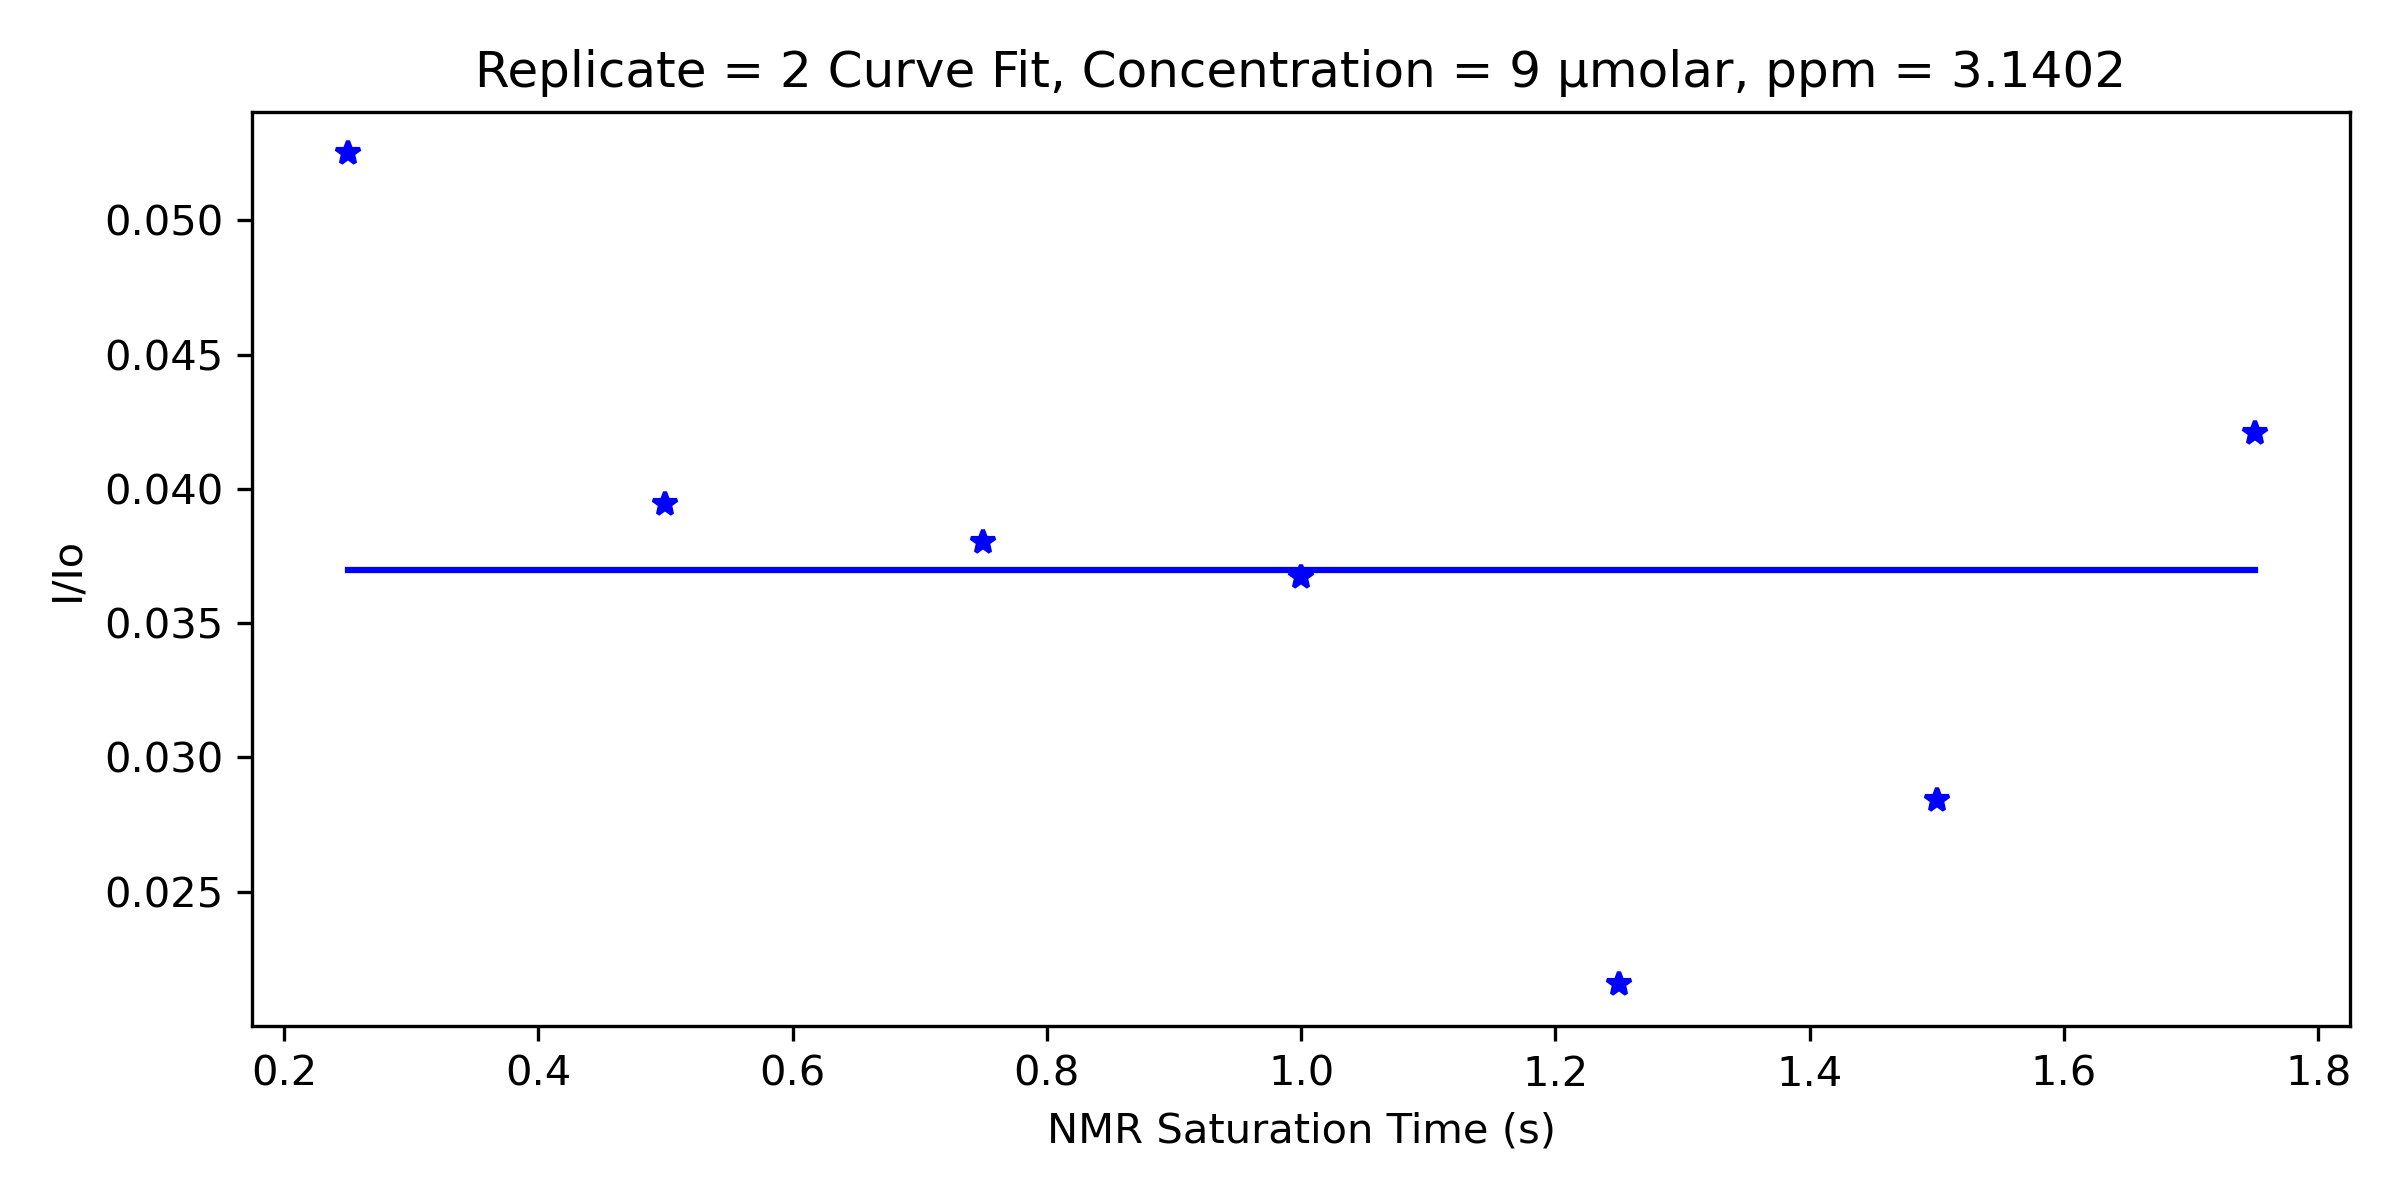 Replicate = 2 Curve Fit, Concentration = 9 μmolar, ppm = 3.1402
0.050
0.045
0.040
0.035
0.030
0.025
I/Io
0.2 0.4 0.6 0.8 1.0 1.2 1.4 1.6 1.8
NMR Saturation Time (s)